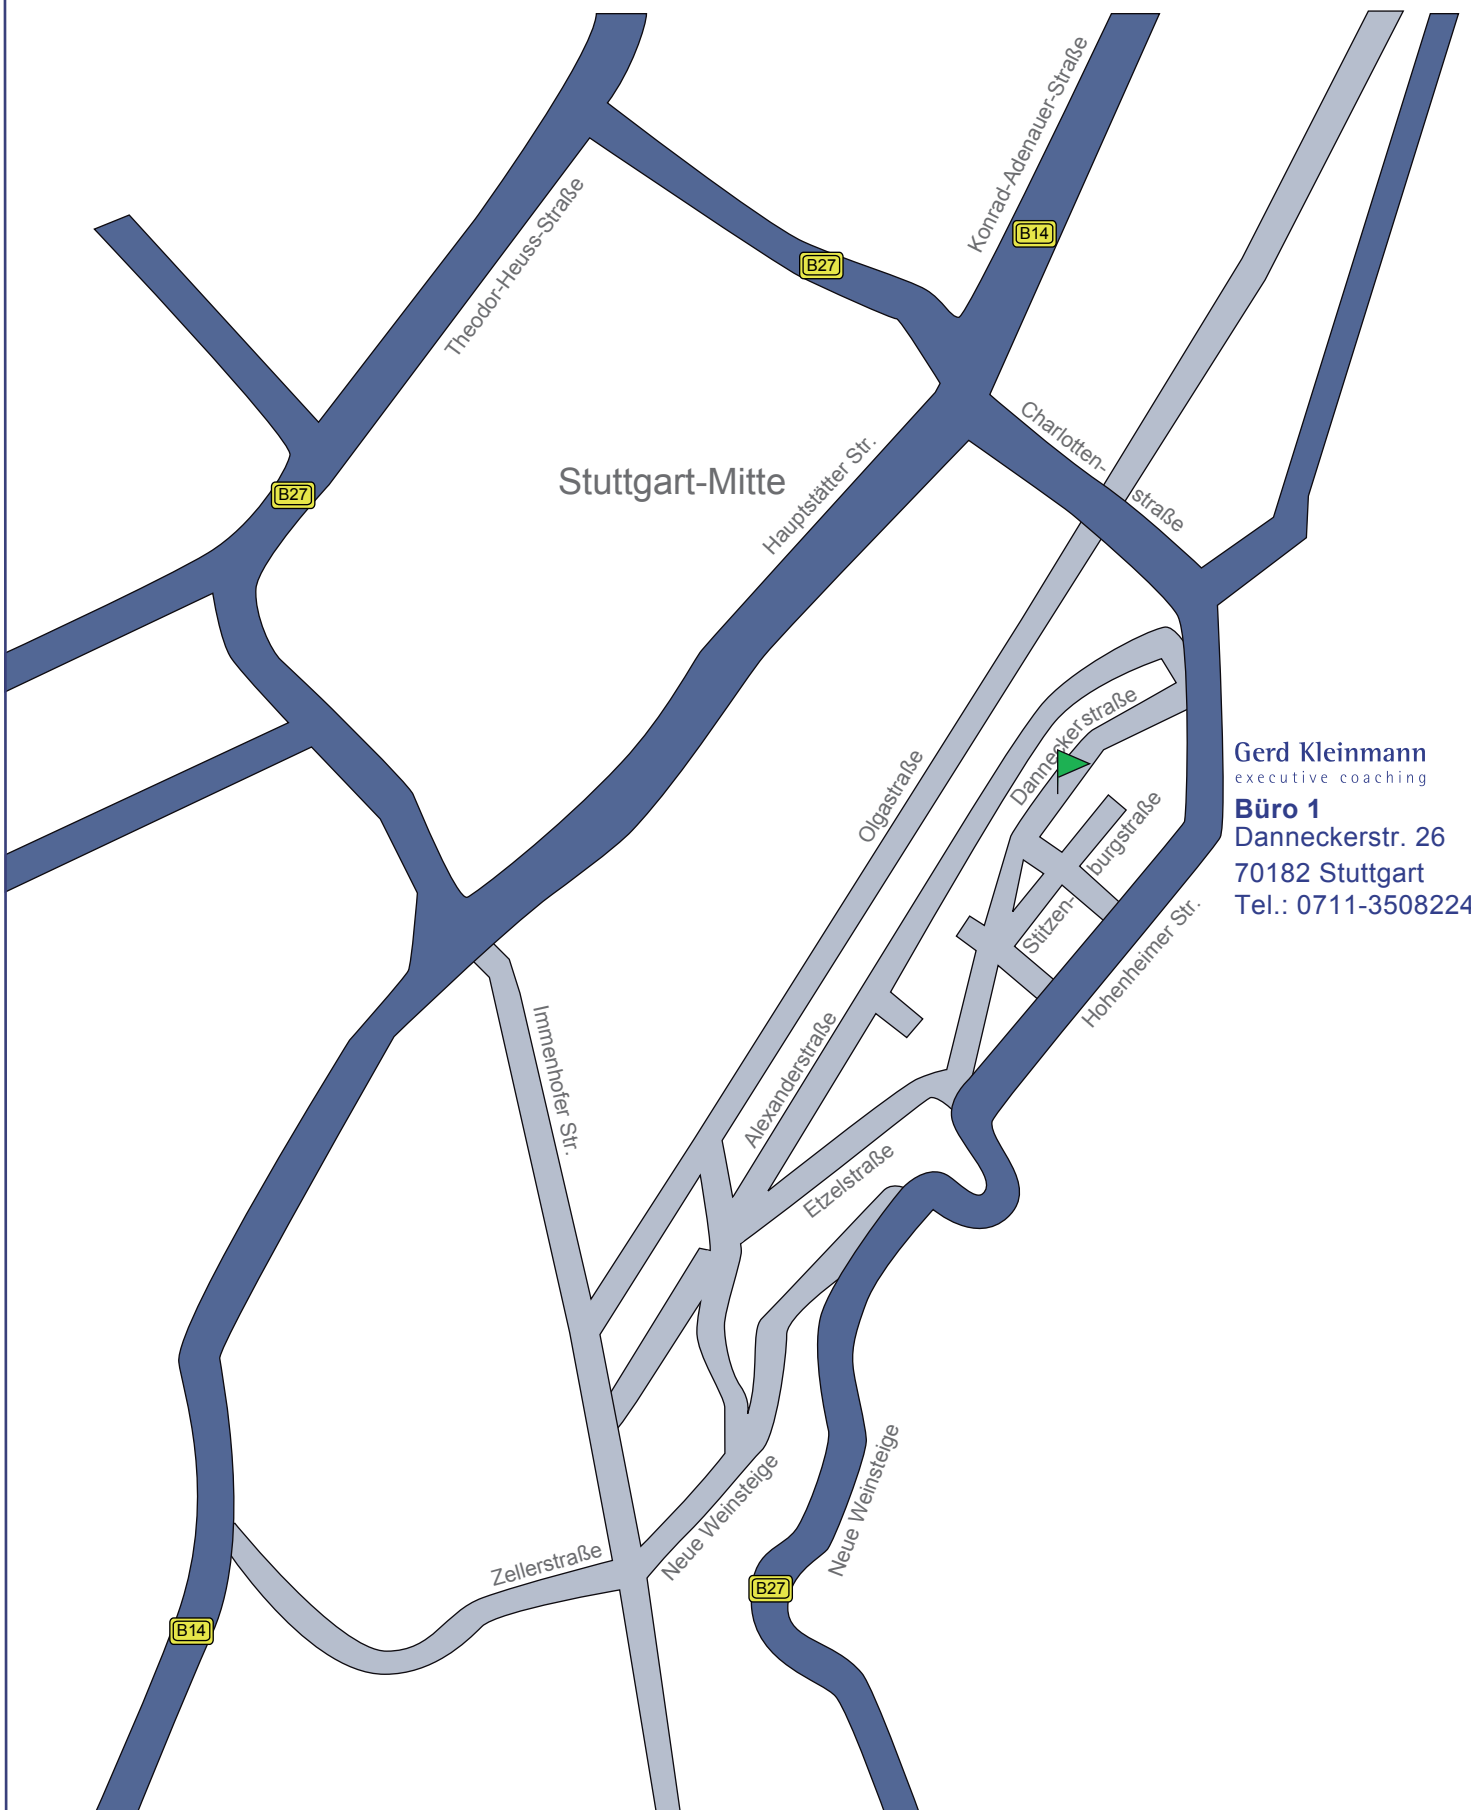 Konrad-Adenauer-Straße
B14
Theodor-Heuss-Straße
B27
Charlotten-
straße
Stuttgart-Mitte
Hauptstätter Str.
B27
Danneckerstraße
Gerd Kleinmann
executive coaching
Büro 1
Danneckerstr. 26
70182 Stuttgart
Tel.: 0711-3508224
Olgastraße
Stitzen-
burgstraße
Hohenheimer Str.
Immenhofer Str.
Alexanderstraße
Etzelstraße
Neue Weinsteige
Neue Weinsteige
Zellerstraße
B27
B14